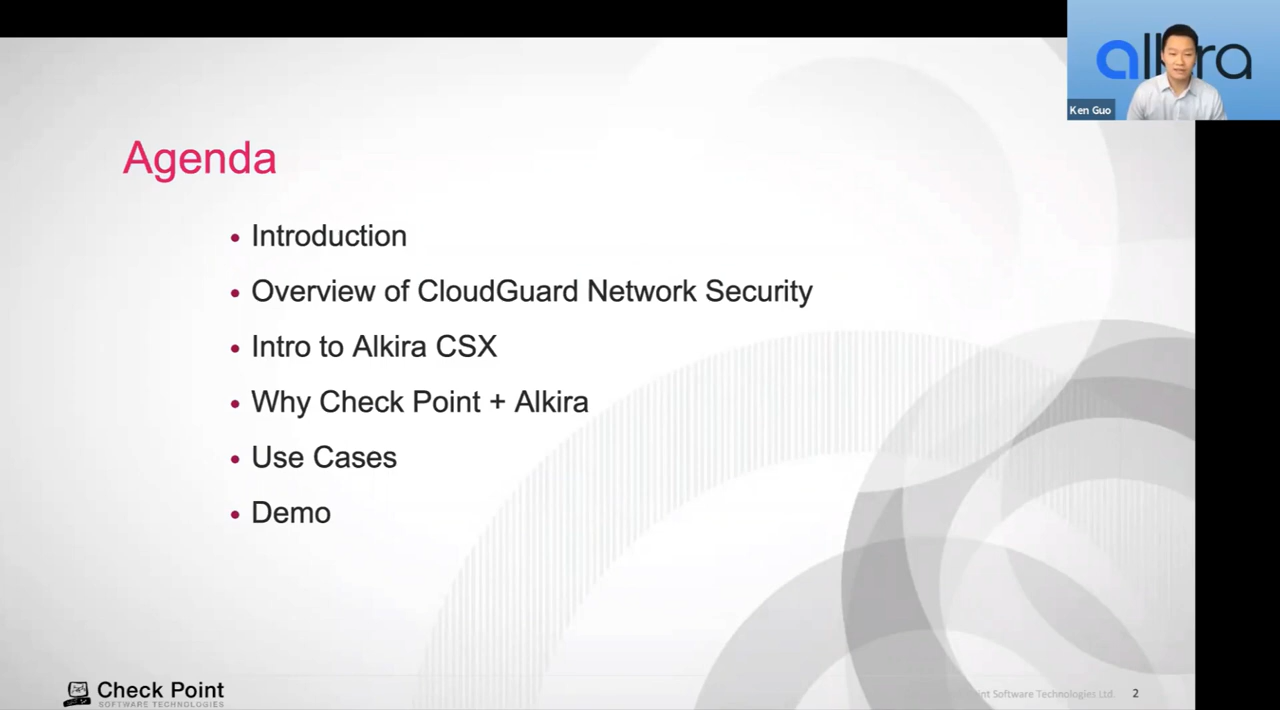 alkira
Ken Guo
Agenda
• Introduction
• Overview of CloudGuard Network Security
• Intro to Alkira CSX
• Why Check Point + Alkira
• Use Cases
• Demo
Check Point
SOFTWARE TECHNOLOGIES
Software Technologies Ltd. 2